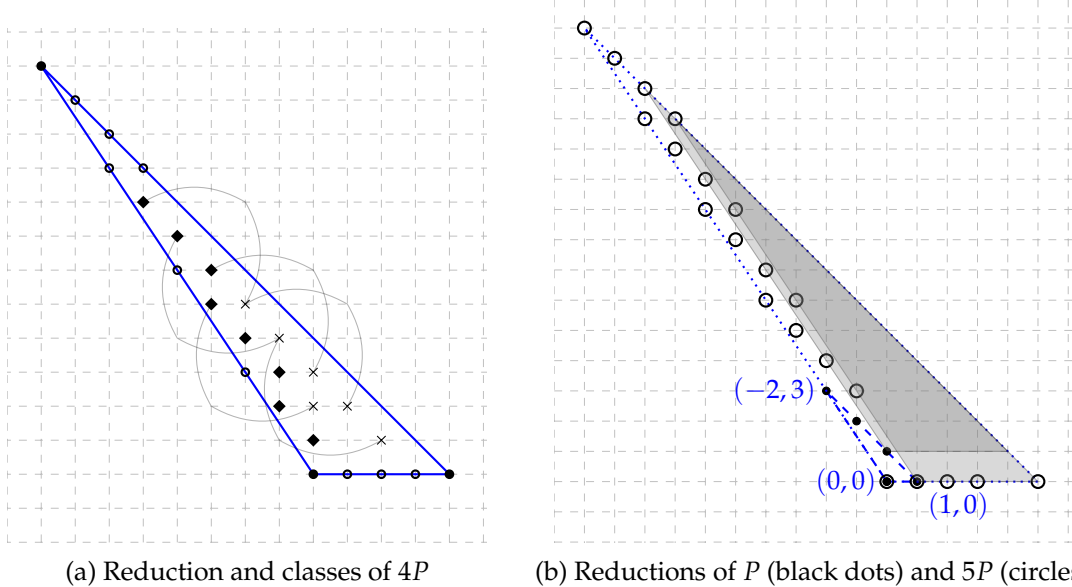 (−2, 3)
(0, 0)
(1, 0)
(a) Reduction and classes of 4P
(b) Reductions of P (black dots) and 5P (circles